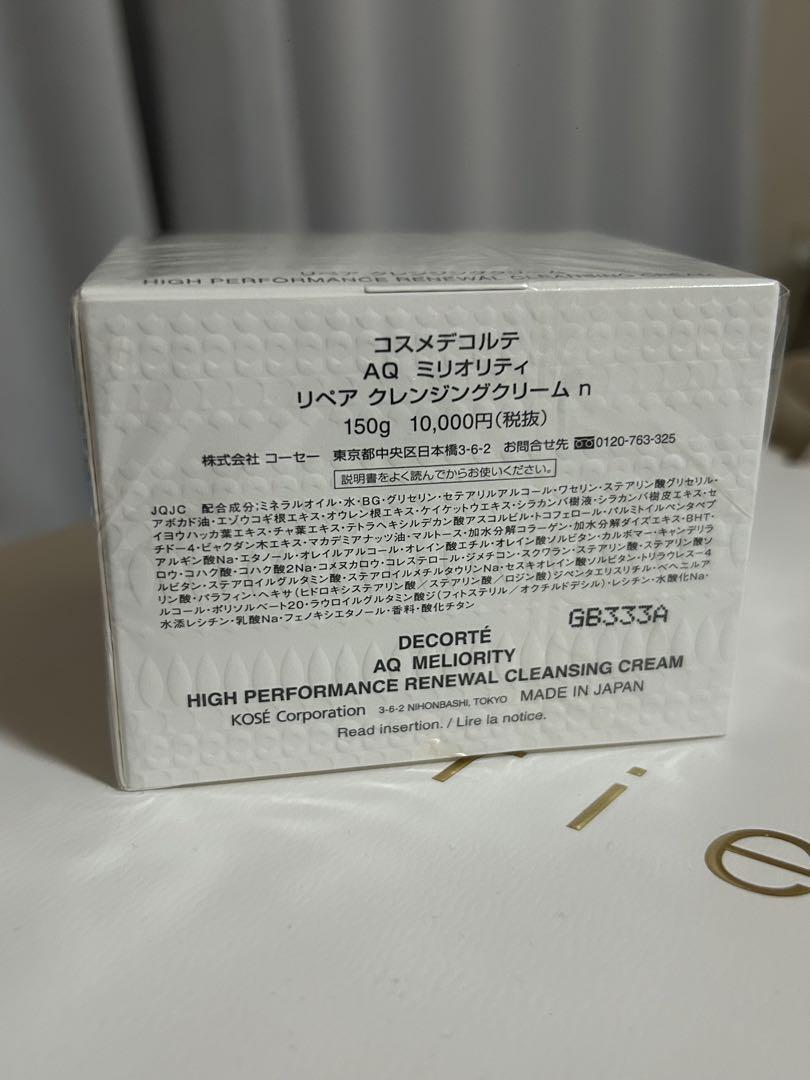 リペア クレンジングクリーム
HIGH PERFORMANCE RENEWAL CLEANSING CREAM
コスメデコルテ
AQ ミリオリティ
リペア クレンジングクリーム n
150g 10,000円(税抜)
株式会社 コーセー 東京都中央区日本橋3-6-2 お問合せ先 0120-763-325
説明書をよく読んでからお使いください。
JQJC 配合成分;ミネラルオイル・水・BG・グリセリン・セテアリルアルコール・ワセリン・ステアリン酸グリセリル・
アボカド油・エゾウコギ根エキス・オウレン根エキス・ケイケットウエキス・シラカンバ樹液・シラカンバ樹皮エキス・セ
イヨウハッカ葉エキス・チャ葉エキス・テトラヘキシルデカン酸アスコルビル・トコフェロール・パルミトイルペンタペプ
チドー4・ビャクダン木エキス・マカデミアナッツ油・マルトース・加水分解コラーゲン・加水分解ダイズエキス・BHT・
アルギン酸Na・エタノール・オレイルアルコール・オレイン酸エチル・オレイン酸ソルビタン・カルボマー・キャンデリラ
ロウ・コハク酸・コハク酸2Na・コメヌカロウ・コレステロール・ジメチコン・スクワラン・ステアリン酸・ステアリン酸ソ
ルビタン・ステアロイルグルタミン酸・ステアロイルメチルタウリンNa・セスキオレイン酸ソルビタン・トリラウレス－4
リン酸・パラフィン・ヘキサ(ヒドロキシステアリン酸／ステアリン酸／ロジン酸)ジペンタエリスリチル・ベヘニルア
ルコール・ポリソルベート20・ラウロイルグルタミン酸ジ(フィトステリル／オクチルドデシル)・レシチン・水酸化Na・
水添レシチン・乳酸Na・フェノキシエタノール・香料・酸化チタン
GB333A
DECORTÉ
AQ MELIORITY
HIGH PERFORMANCE RENEWAL CLEANSING CREAM
KOSÉ Corporation 3-6-2 NIHONBASHI, TOKYO MADE IN JAPAN
Read insertion. / Lire la notice.
i e